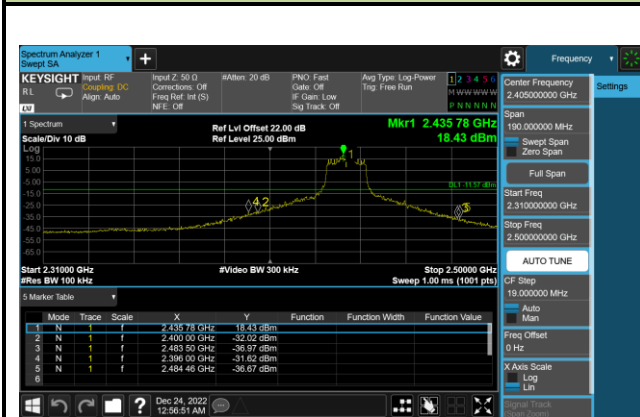 Spectrum Analyzer 1
Swept SA
Frequency
KEYSIGHT
R L
Input: RF
Coupling: DC
Align: Auto
Input Z: 50 Ω
Corrections: Off
Freq Ref: Int (S)
NFE: Off
#Atten: 20 dB
PNO: Fast
Gate: Off
IF Gain: Low
Sig Track: Off
Avg Type: Log-Power
Trig: Free Run
1 2 3 4 5 6
M W W W W W
P N N N N N
Center Frequency
2.405000000 GHz
Settings
Span
190.000000 MHz
Swept Span
Zero Span
Full Span
Start Freq
2.310000000 GHz
Stop Freq
2.500000000 GHz
AUTO TUNE
CF Step
19.000000 MHz
Auto
Man
Freq Offset
0 Hz
X Axis Scale
Log
Lin
Signal Track
(Span Zoom)
1 Spectrum
Scale/Div 10 dB
Ref Lvl Offset 22.00 dB
Ref Level 25.00 dBm
Mkr1 2.435 78 GHz
18.43 dBm
Log
15.0
5.00
-5.00
-15.0
-25.0
-35.0
-45.0
-55.0
-65.0
1
DL1 -11.57 dBm
4 2
Start 2.31000 GHz
#Res BW 100 kHz
#Video BW 300 kHz
Stop 2.50000 GHz
Sweep 1.00 ms (1001 pts)
5 Marker Table
Mode Trace Scale X Y Function Function Width Function Value
1 N 1 f 2.435 78 GHz 18.43 dBm
2 N 1 f 2.400 00 GHz -32.02 dBm
3 N 1 f 2.483 50 GHz -36.97 dBm
4 N 1 f 2.396 00 GHz -31.62 dBm
5 N 1 f 2.484 46 GHz -36.67 dBm
6
Dec 24, 2022
12:56:51 AM